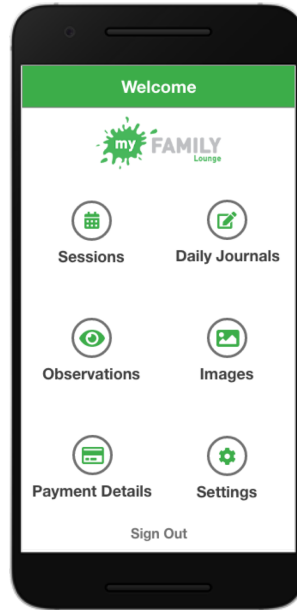 Welcome
my FAMILY
Lounge
Sessions Daily Journals
Observations Images
Payment Details Settings
Sign Out